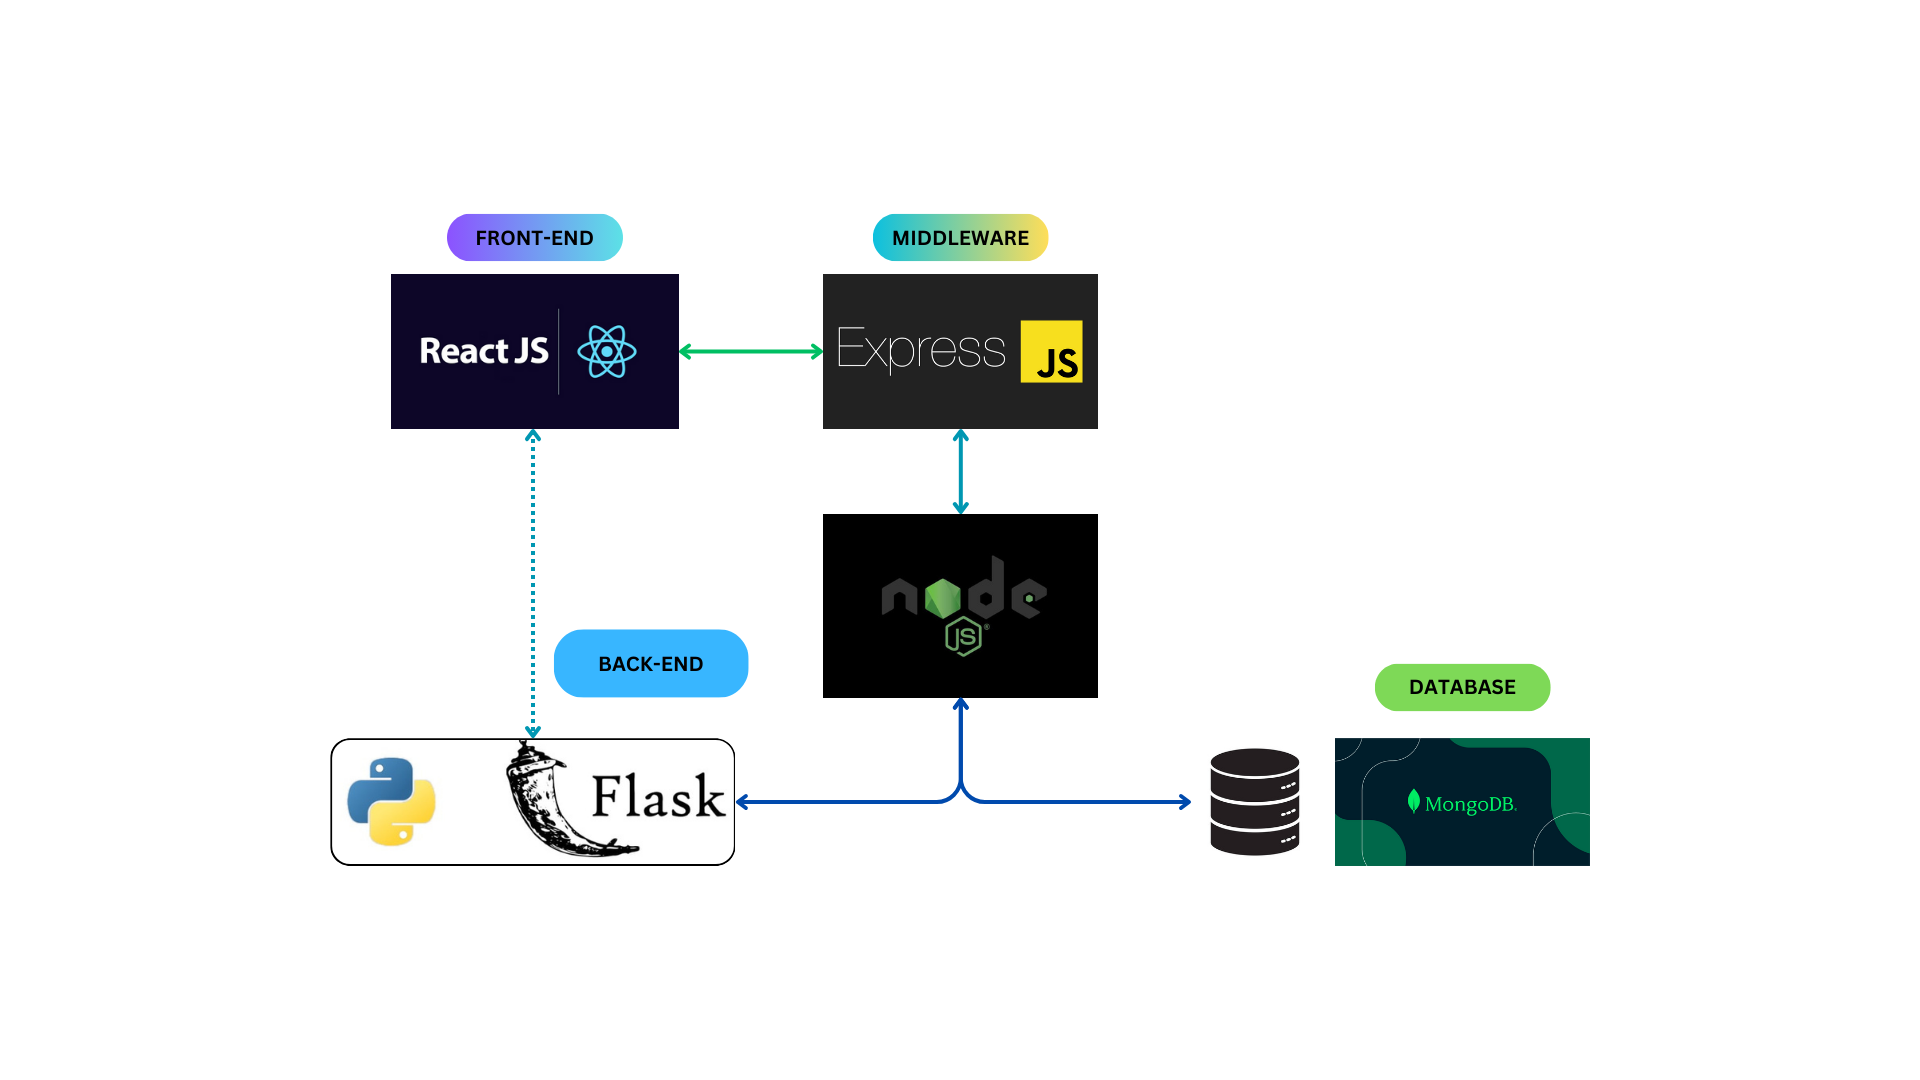 FRONT-END
MIDDLEWARE
React JS
Express
JS
node
JS
BACK-END
DATABASE
Flask
MongoDB.